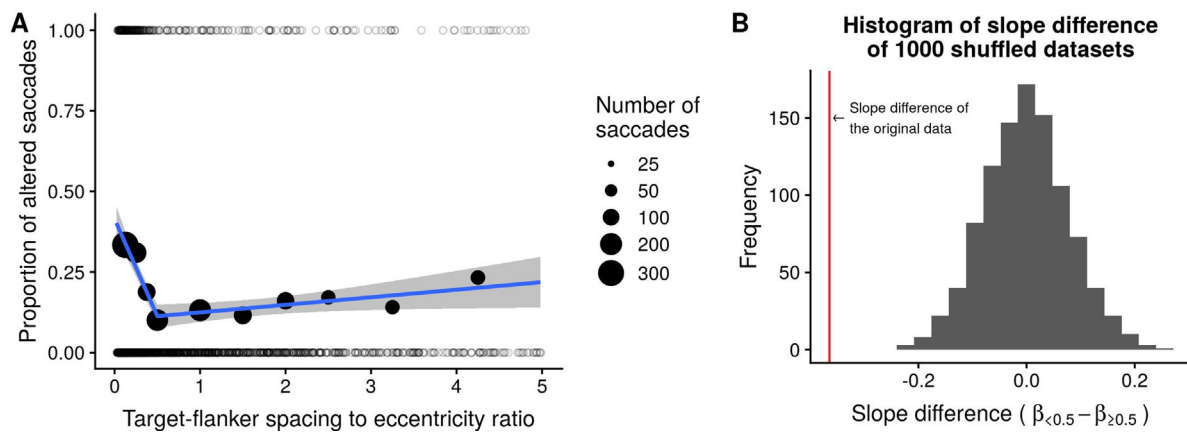 A
1.00
0.75
0.50
0.25
0.00
Proportion of altered saccades
0
1
2
3
4
5
Target-flanker spacing to eccentricity ratio
Number of
saccades
25
50
100
200
300
B
Histogram of slope difference
of 1000 shuffled datasets
← Slope difference of
the original data
150
100
50
0
Frequency
-0.2
0.0
0.2
Slope difference ( β<0.5 − β≥0.5 )